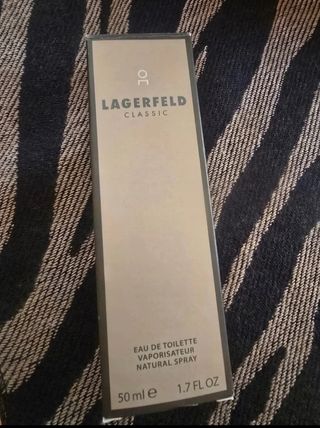 LAGERFELD
CLASSIC
EAU DE TOILETTE
VAPORISATEUR
NATURAL SPRAY
50 ml ℮ 1.7 FL OZ